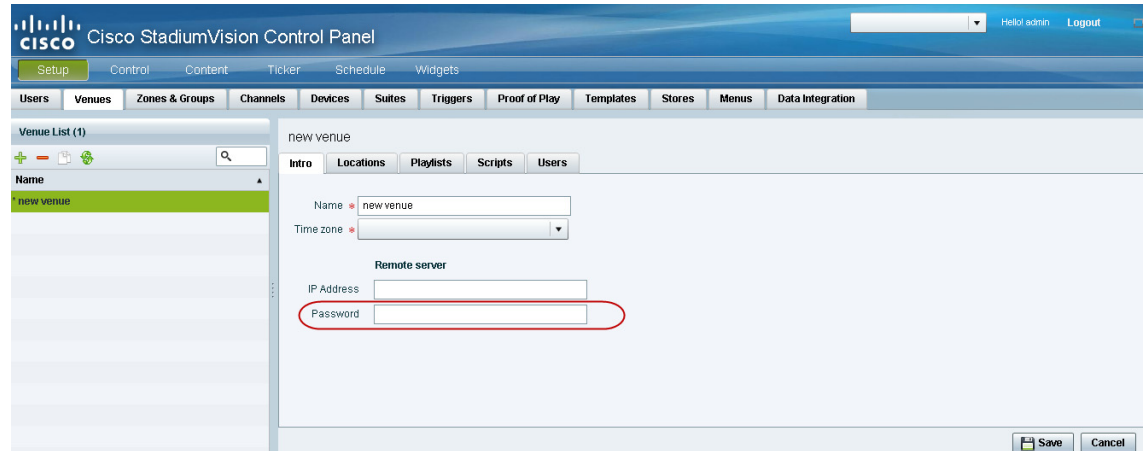 CISCO Cisco StadiumVision Control Panel Hello! admin Logout
Setup Control Content Ticker Schedule Widgets
Users Venues Zones & Groups Channels Devices Suites Triggers Proof of Play Templates Stores Menus Data Integration
Venue List (1)
new venue
Intro Locations Playlists Scripts Users
Name
* new venue
Name * new venue
Time zone *
Remote server
IP Address
Password
Save Cancel